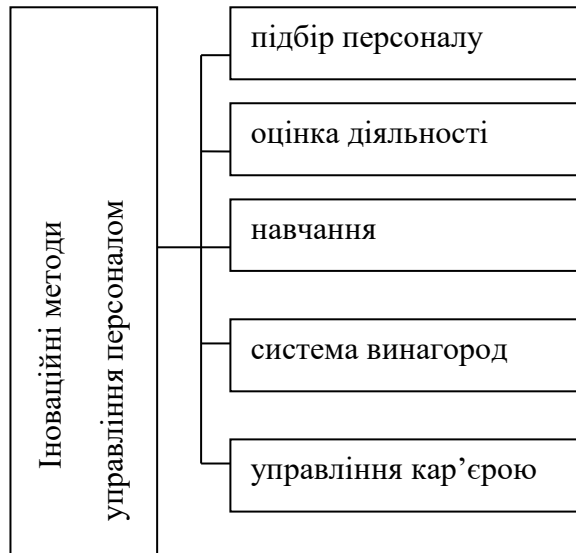 Іноваційні методи
управління персоналом
підбір персоналу
оцінка діяльності
навчання
система винагород
управління кар’єрою